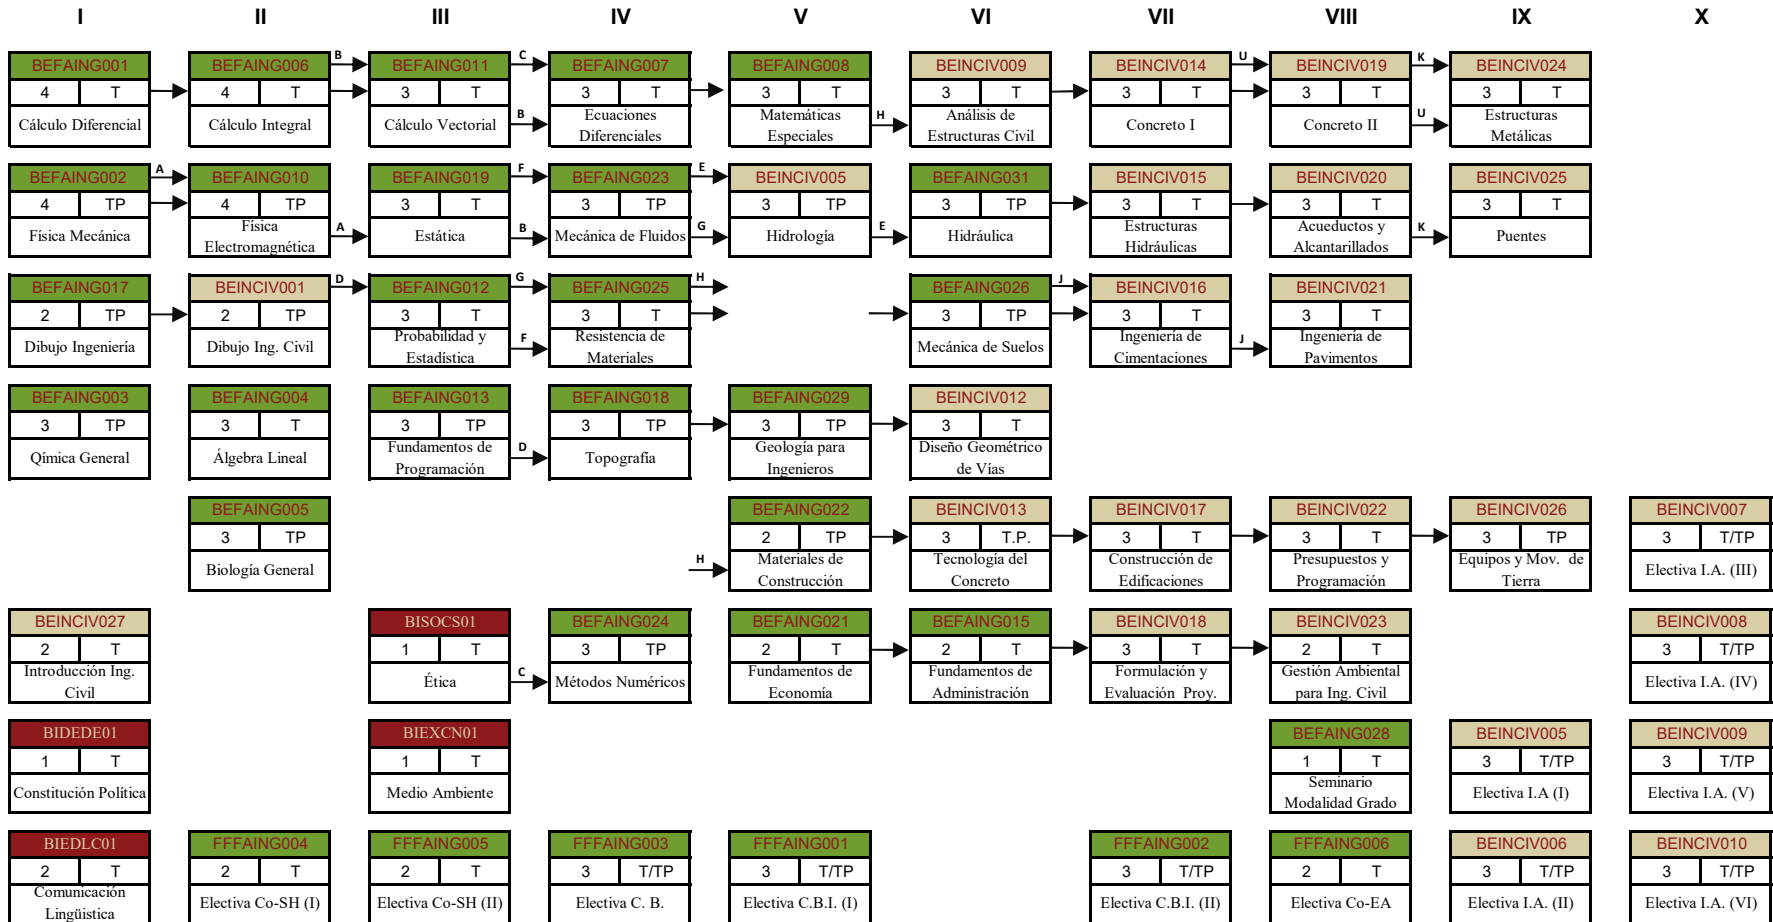 I II III IV V VI VII VIII IX X
B C U K
BEFAING001 BEFAING006 BEFAING011 BEFAING007 BEFAING008 BEINCIV009 BEINCIV014 BEINCIV019 BEINCIV024
4 T 4 T 3 T 3 T 3 T 3 T 3 T 3 T 3 T
Cálculo Diferencial Cálculo Integral Cálculo Vectorial B Ecuaciones Diferenciales Matemáticas Especiales H Análisis de Estructuras Civil Concreto I Concreto II U Estructuras Metálicas
A F E
BEFAING002 BEFAING010 BEFAING019 BEFAING023 BEINCIV005 BEFAING031 BEINCIV015 BEINCIV020 BEINCIV025
4 TP 4 TP 3 T 3 TP 3 TP 3 TP 3 T 3 T 3 T
Física Mecánica Física Electromagnética A Estática B Mecánica de Fluidos G Hidrología E Hidráulica Estructuras Hidráulicas Acueductos y Alcantarillados K Puentes
D G H J
BEFAING017 BEINCIV001 BEFAING012 BEFAING025 BEFAING026 BEINCIV016 BEINCIV021
2 TP 2 TP 3 T 3 T 3 TP 3 T 3 T
Dibujo Ingeniería Dibujo Ing. Civil Probabilidad y Estadística F Resistencia de Materiales Mecánica de Suelos Ingeniería de Cimentaciones J Ingeniería de Pavimentos
BEFAING003 BEFAING004 BEFAING013 BEFAING018 BEFAING029 BEINCIV012
3 TP 3 T 3 TP 3 TP 3 TP 3 T
Qímica General Álgebra Lineal Fundamentos de Programación D Topografía Geología para Ingenieros Diseño Geométrico de Vías
BEFAING005 BEFAING022 BEINCIV013 BEINCIV017 BEINCIV022 BEINCIV026 BEINCIV007
3 TP 2 TP 3 T.P. 3 T 3 T 3 TP 3 T/TP
Biología General H Materiales de Construcción Tecnología del Concreto Construcción de Edificaciones Presupuestos y Programación Equipos y Mov. de Tierra Electiva I.A. (III)
BEINCIV027 BISOCS01 BEFAING024 BEFAING021 BEFAING015 BEINCIV018 BEINCIV023 BEINCIV008
2 T 1 T 3 TP 2 T 2 T 3 T 2 T 3 T/TP
Introducción Ing. Civil Ética C Métodos Numéricos Fundamentos de Economía Fundamentos de Administración Formulación y Evaluación Proy. Gestión Ambiental para Ing. Civil Electiva I.A. (IV)
BIDEDE01 BIEXCN01 BEFAING028 BEINCIV005 BEINCIV009
1 T 1 T 1 T 3 T/TP 3 T/TP
Constitución Política Medio Ambiente Seminario Modalidad Grado Electiva I.A (I) Electiva I.A. (V)
BIEDLC01 FFFAING004 FFFAING005 FFFAING003 FFFAING001 FFFAING002 FFFAING006 BEINCIV006 BEINCIV010
2 T 2 T 2 T 3 T/TP 3 T/TP 3 T/TP 2 T 3 T/TP 3 T/TP
Comunicación Lingüistica Electiva Co-SH (I) Electiva Co-SH (II) Electiva C. B. Electiva C.B.I. (I) Electiva C.B.I. (II) Electiva Co-EA Electiva I.A. (II) Electiva I.A. (VI)